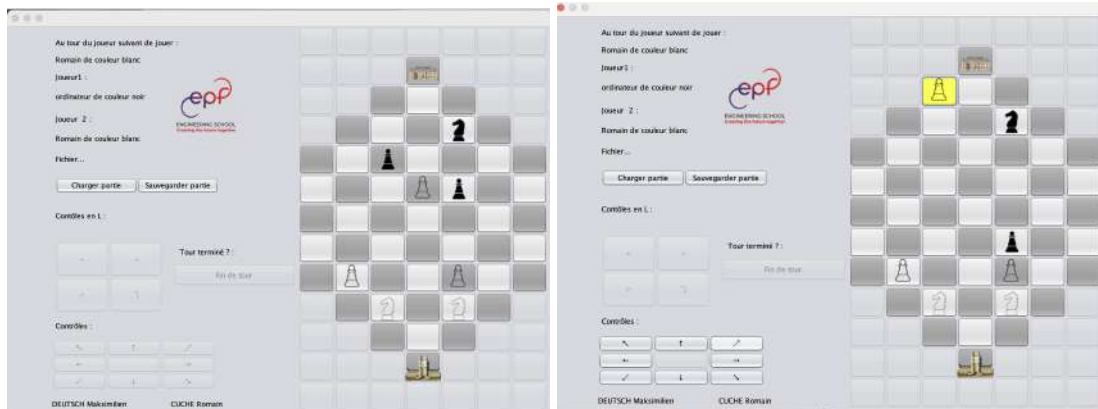 Au tour du joueur suivant de jouer :
Romain de couleur blanc
Joueur1 :
ordinateur de couleur noir
Joueur 2 :
Romain de couleur blanc
Fichier...
Charger partie
Sauvegarder partie
epf
ENGINEERING SCHOOL
Contôles en L :
Tour terminé ? :
Fin de tour
Contrôles :
DEUTSCH Maksimilien
CUCHE Romain
Au tour du joueur suivant de jouer :
Romain de couleur blanc
Joueur1 :
ordinateur de couleur noir
Joueur 2 :
Romain de couleur blanc
Fichier...
Charger partie
Sauvegarder partie
epf
ENGINEERING SCHOOL
Contôles en L :
Tour terminé ? :
Fin de tour
Contrôles :
DEUTSCH Maksimilien
CUCHE Romain